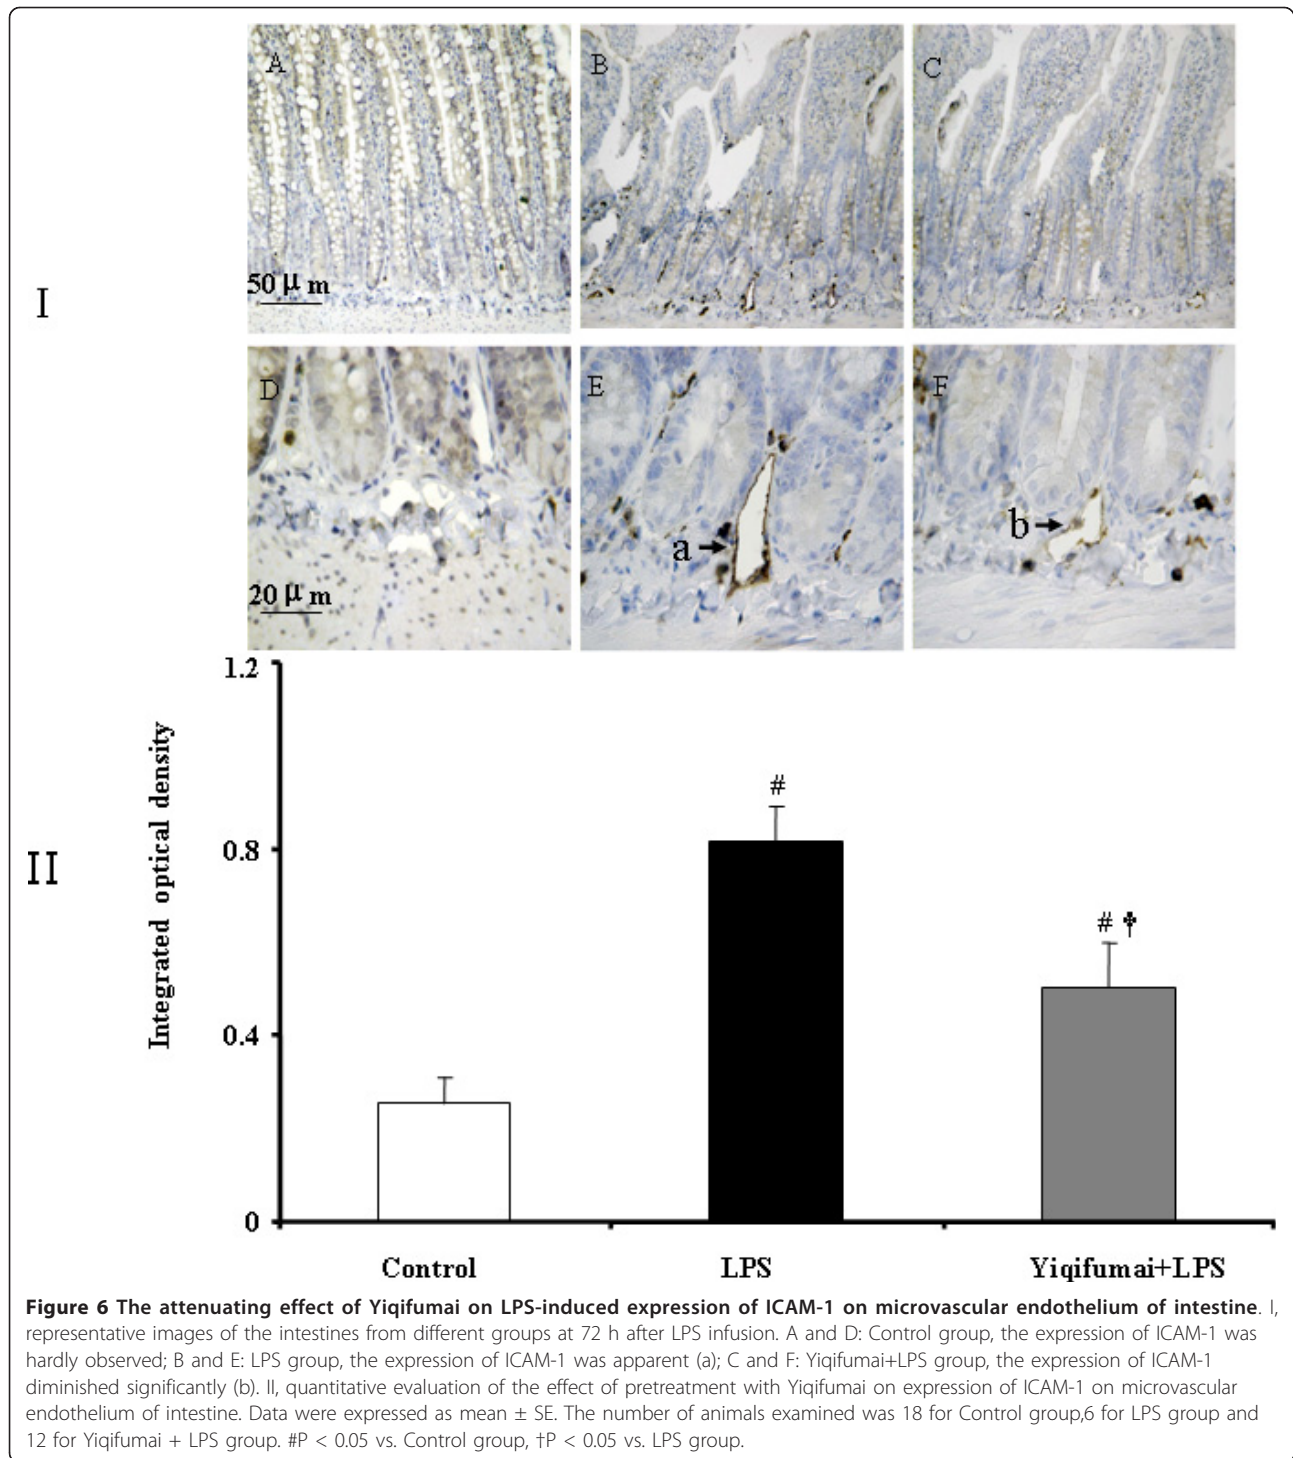 A
B
C
50 μm
I
D
E
F
a
b
20 μm
1.2
#
0.8
II
Integrated optical density
# †
0.4
0
Control
LPS
Yiqifumai+LPS
Figure 6 The attenuating effect of Yiqifumai on LPS-induced expression of ICAM-1 on microvascular endothelium of intestine. I,
representative images of the intestines from different groups at 72 h after LPS infusion. A and D: Control group, the expression of ICAM-1 was
hardly observed; B and E: LPS group, the expression of ICAM-1 was apparent (a); C and F: Yiqifumai+LPS group, the expression of ICAM-1
diminished significantly (b). II, quantitative evaluation of the effect of pretreatment with Yiqifumai on expression of ICAM-1 on microvascular
endothelium of intestine. Data were expressed as mean ± SE. The number of animals examined was 18 for Control group,6 for LPS group and
12 for Yiqifumai + LPS group. #P < 0.05 vs. Control group, †P < 0.05 vs. LPS group.